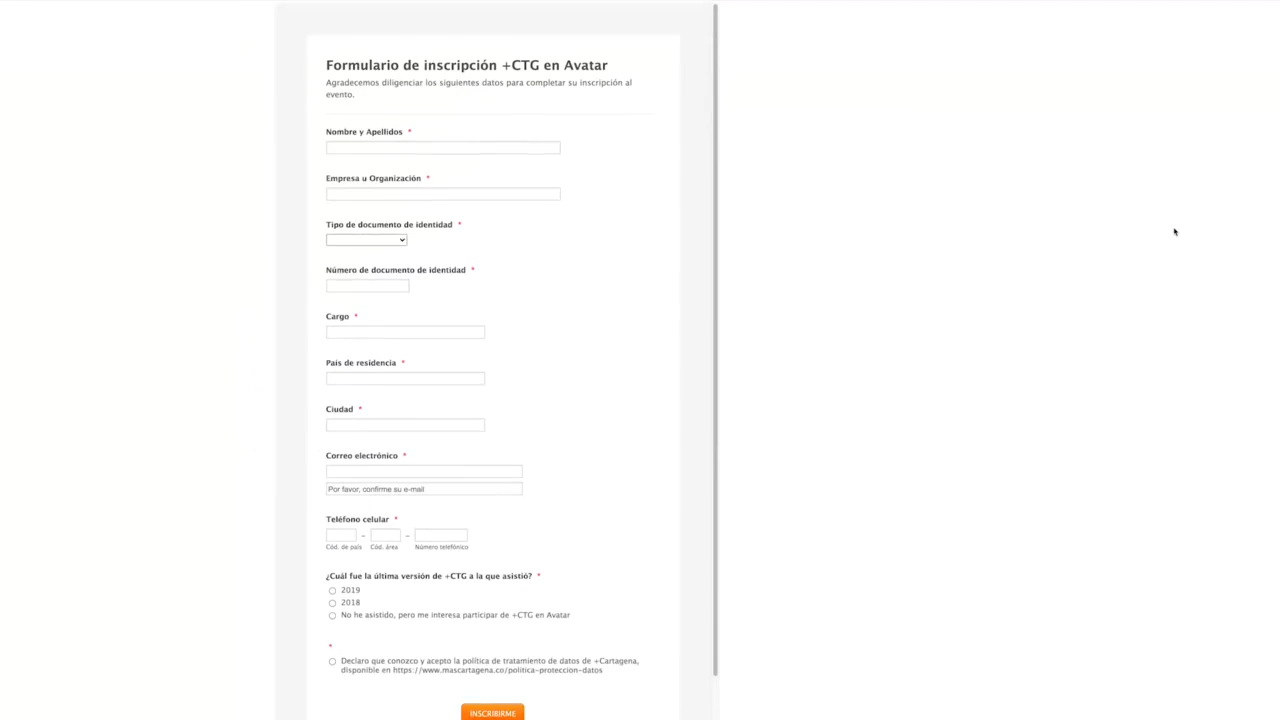 Formulario de inscripción +CTG en Avatar
Agradecemos diligenciar los siguientes datos para completar su inscripción al
evento.
Nombre y Apellidos *
Empresa u Organización *
Tipo de documento de identidad *
Número de documento de identidad *
Cargo *
País de residencia *
Ciudad *
Correo electrónico *
Por favor, confirme su e-mail
Teléfono celular *
– –
Cód. de país Cód. área Número telefónico
¿Cuál fue la última versión de +CTG a la que asistió? *
2019
2018
No he asistido, pero me interesa participar de +CTG en Avatar
*
Declaro que conozco y acepto la política de tratamiento de datos de +Cartagena,
disponible en https://www.mascartagena.co/politica-proteccion-datos
INSCRIBIRME